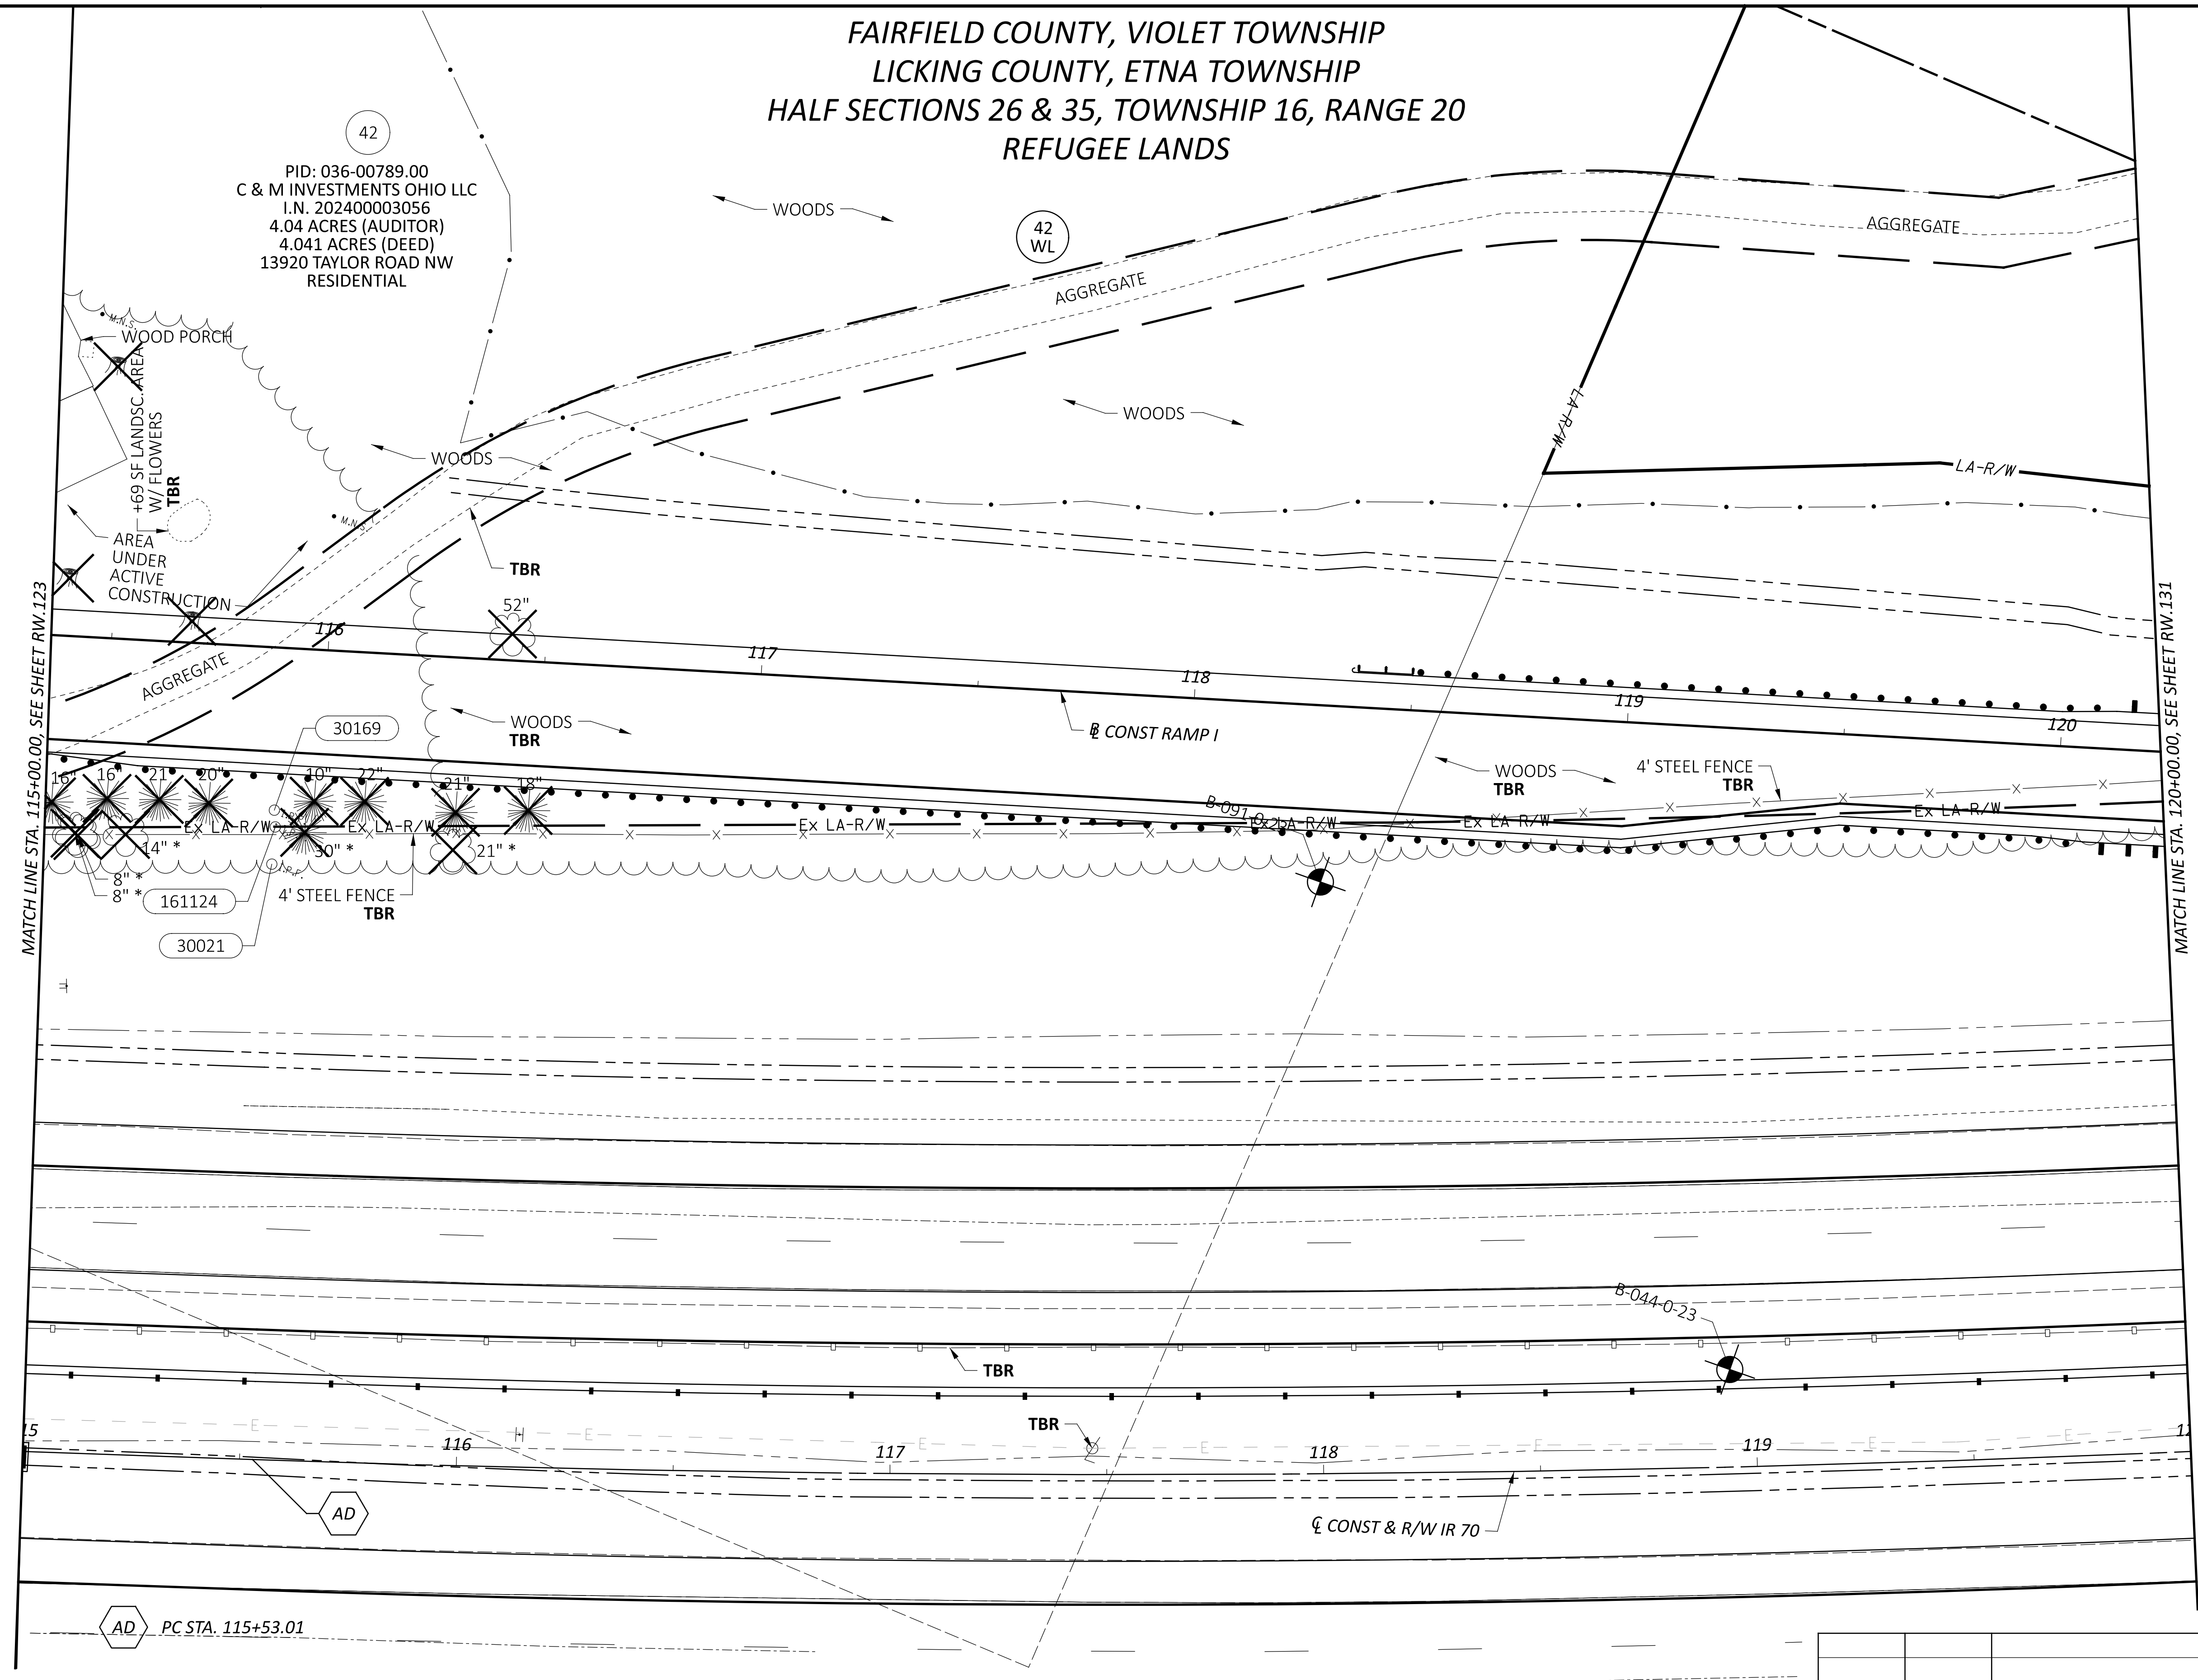 FAIRFIELD COUNTY, VIOLET TOWNSHIP
LICKING COUNTY, ETNA TOWNSHIP
HALF SECTIONS 26 & 35, TOWNSHIP 16, RANGE 20
REFUGEE LANDS
42
PID: 036-00789.00
C & M INVESTMENTS OHIO LLC
I.N. 202400003056
4.04 ACRES (AUDITOR)
4.041 ACRES (DEED)
13920 TAYLOR ROAD NW
RESIDENTIAL
WOODS
42
WL
AGGREGATE
AGGREGATE
M.N.S.
WOOD PORCH
+69 SF LANDSC. AREA
W/ FLOWERS
TBR
WOODS
WOODS
LA-R/W
LA-R/W
M.N.S.
AREA
UNDER
ACTIVE
CONSTRUCTION
TBR
52"
MATCH LINE STA. 115+00.00, SEE SHEET RW.123
MATCH LINE STA. 120+00.00, SEE SHEET RW.131
116
117
118
119
120
AGGREGATE
30169
WOODS
TBR
℄ CONST RAMP I
WOODS
TBR
4' STEEL FENCE
TBR
16"
16"
21"
20"
10"
22"
21"
18"
B-091-0-23
Ex LA-R/W
Ex LA-R/W
Ex LA-R/W
Ex LA-R/W
Ex LA-R/W
Ex LA-R/W
14" *
30" *
21" *
8" *
8" *
I.P.F.
161124
4' STEEL FENCE
TBR
30021
B-044-0-23
TBR
TBR
E
E
E
E
E
E
E
15
116
117
118
119
AD
℄ CONST & R/W IR 70
AD PC STA. 115+53.01